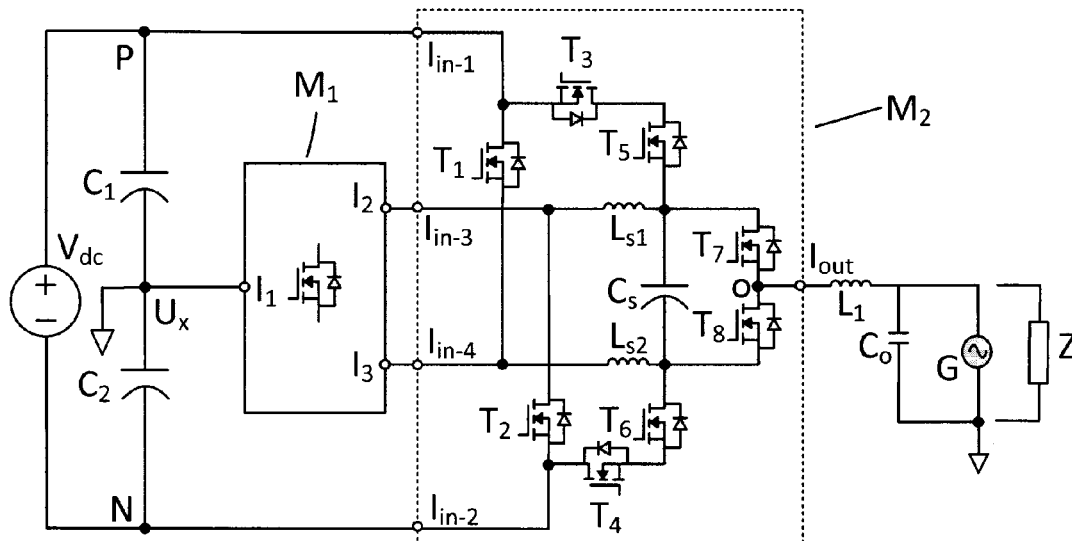 P
I_in-1
T_3
M_1
M_2
T_1
T_5
C_1
I_2
I_in-3
L_s1
T_7
V_dc
+
−
I_1
C_s
O
I_out
U_x
L_1
T_8
C_o
G
Z
I_in-4
I_3
L_s2
C_2
T_2
T_6
N
I_in-2
T_4